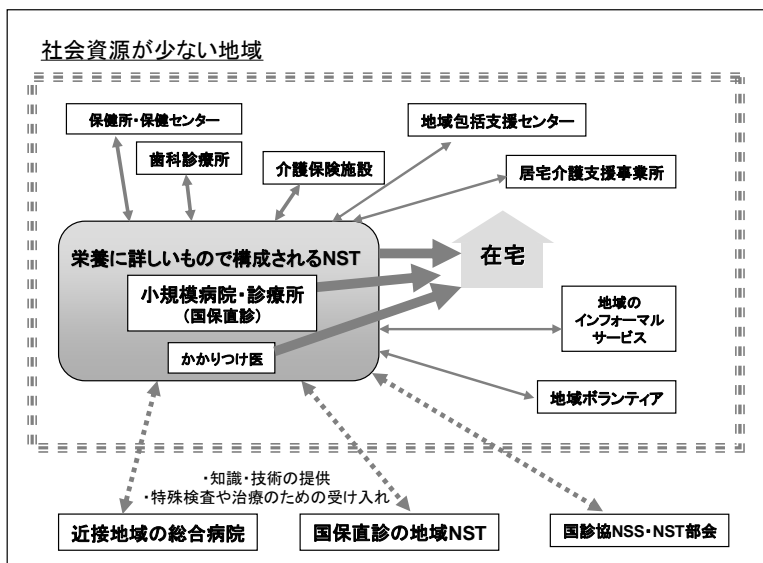 社会資源が少ない地域
保健所・保健センター
地域包括支援センター
歯科診療所
介護保険施設
居宅介護支援事業所
栄養に詳しいもので構成されるNST
在宅
小規模病院・診療所
(国保直診)
かかりつけ医
地域の
インフォーマル
サービス
地域ボランティア
・知識・技術の提供
・特殊検査や治療のための受け入れ
近接地域の総合病院
国保直診の地域NST
国診協NSS・NST部会